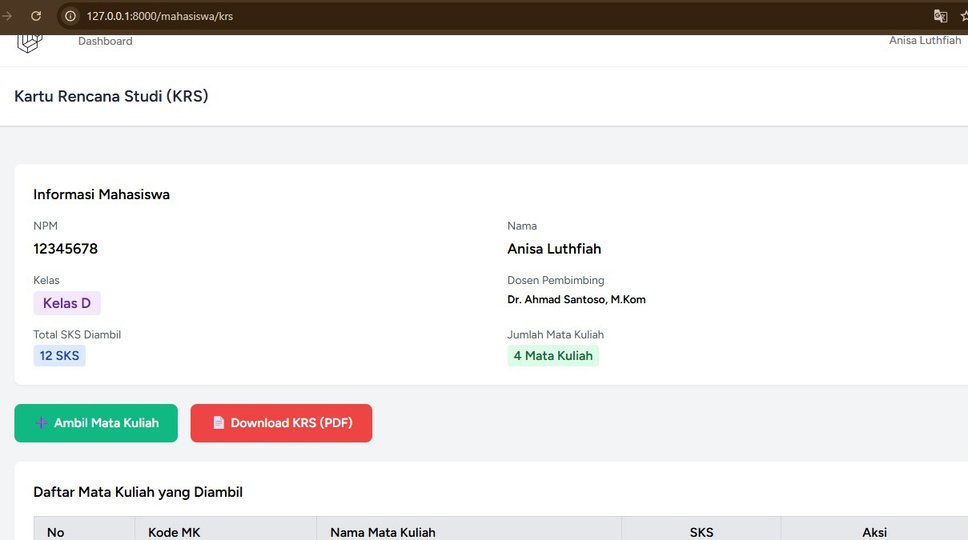 127.0.0.1:8000/mahasiswa/krs
Dashboard
Anisa Luthfiah
Kartu Rencana Studi (KRS)
Informasi Mahasiswa
NPM
Nama
12345678
Anisa Luthfiah
Kelas
Dosen Pembimbing
Kelas D
Dr. Ahmad Santoso, M.Kom
Total SKS Diambil
Jumlah Mata Kuliah
12 SKS
4 Mata Kuliah
Ambil Mata Kuliah
Download KRS (PDF)
Daftar Mata Kuliah yang Diambil
No Kode MK Nama Mata Kuliah SKS Aksi